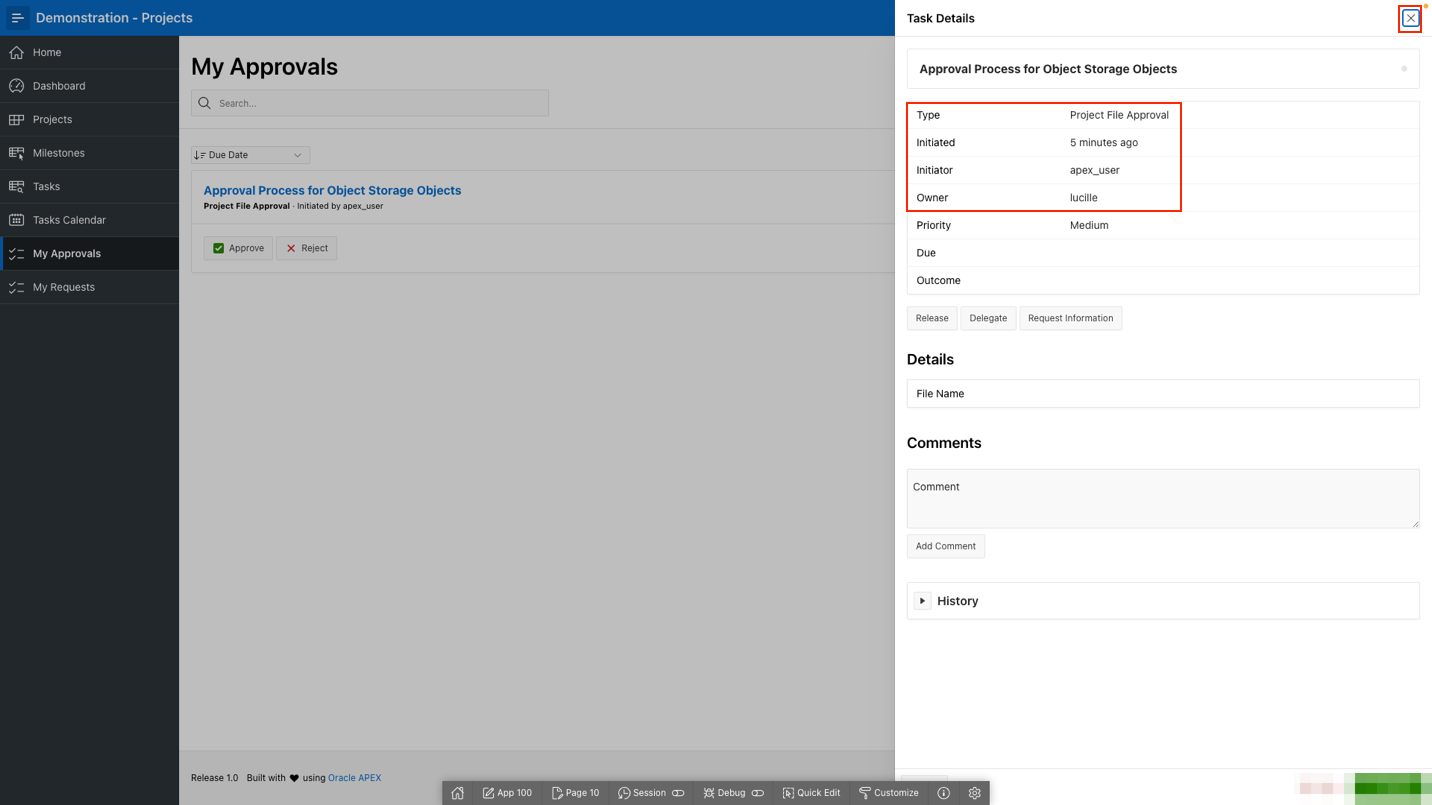 Demonstration - Projects
Home
Dashboard
Projects
Milestones
Tasks
Tasks Calendar
My Approvals
My Requests
My Approvals
Search...
Due Date
Approval Process for Object Storage Objects
Project File Approval · Initiated by apex_user
Approve Reject
Release 1.0 Built with using Oracle APEX
Task Details
Approval Process for Object Storage Objects
Type Project File Approval
Initiated 5 minutes ago
Initiator apex_user
Owner lucille
Priority Medium
Due
Outcome
Release Delegate Request Information
Details
File Name
Comments
Comment
Add Comment
History
App 100 Page 10 Session Debug Quick Edit Customize